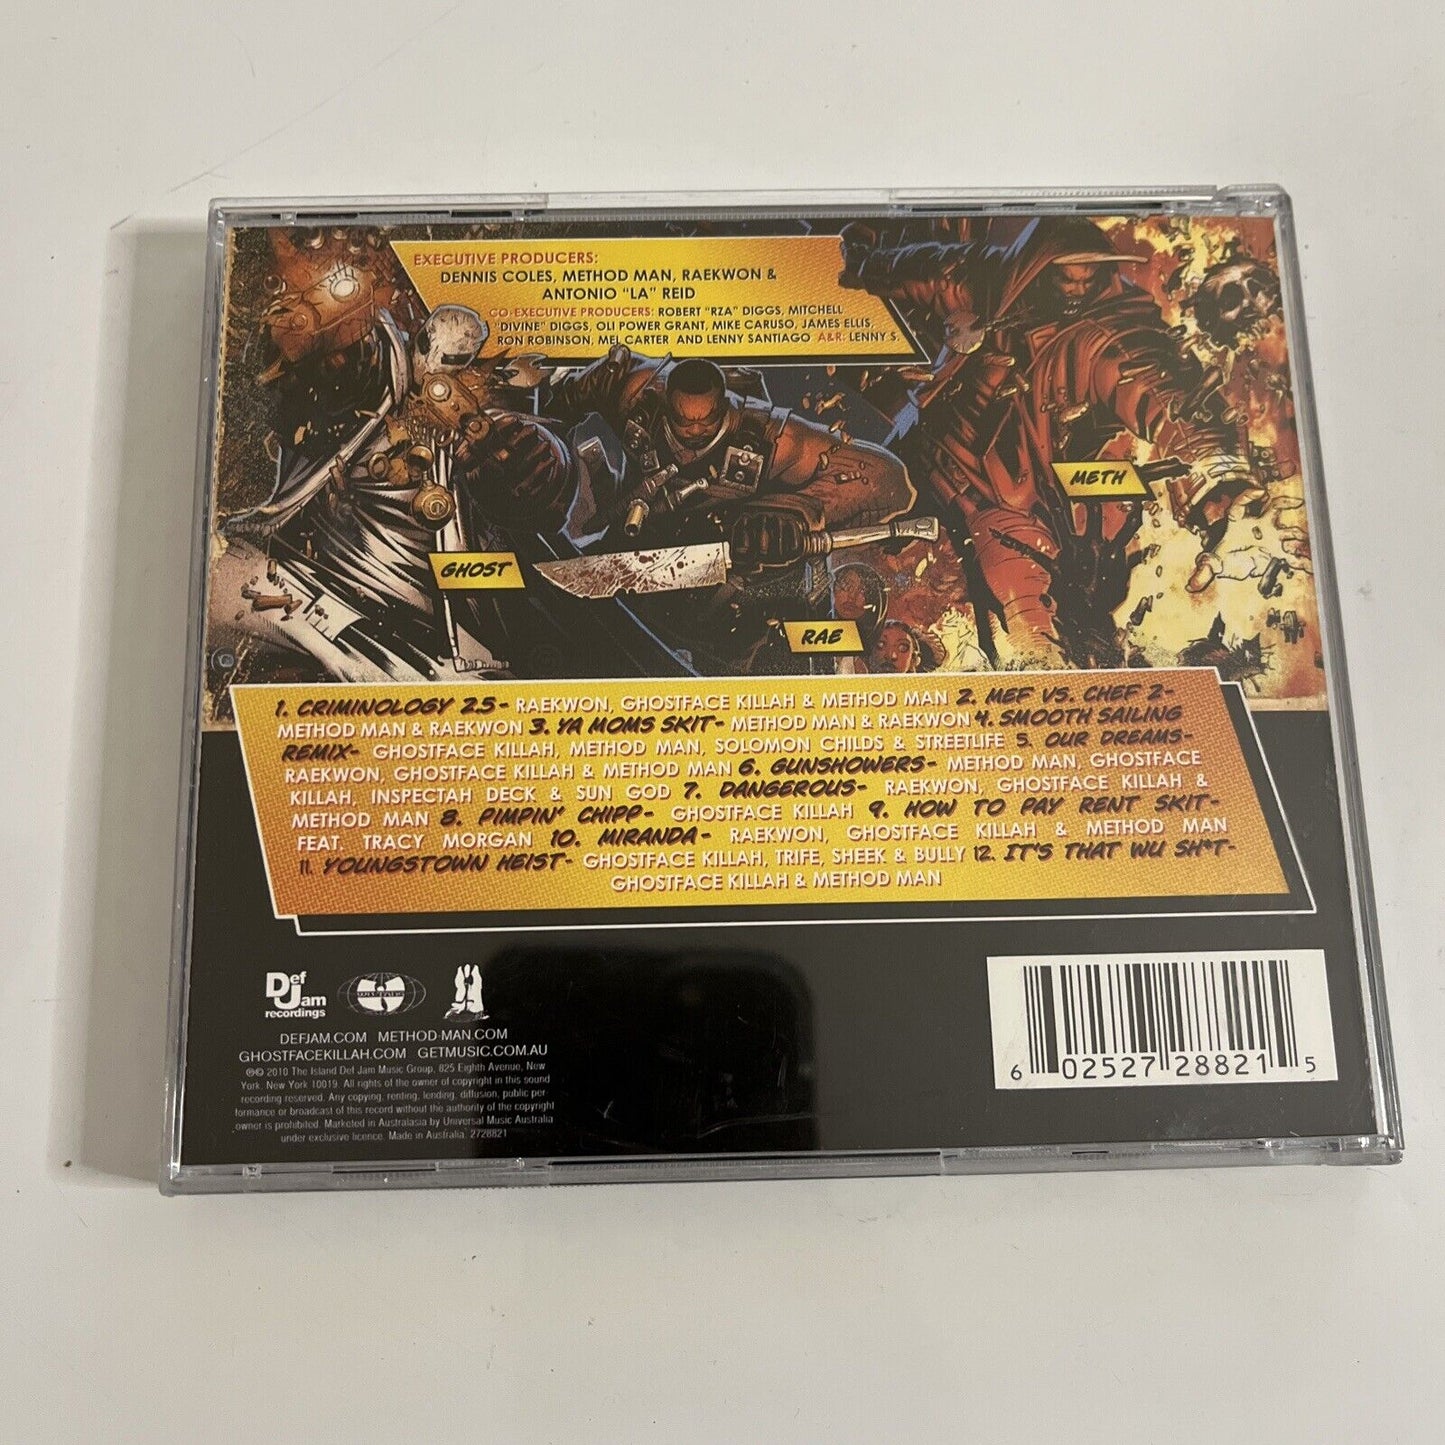 EXECUTIVE PRODUCERS:
DENNIS COLES, METHOD MAN, RAEKWON &
ANTONIO "LA" REID
CO-EXECUTIVE PRODUCERS: ROBERT "RZA" DIGGS, MITCHELL
"DIVINE" DIGGS, OLI POWER GRANT, MIKE CARUSO, JAMES ELLIS,
RON ROBINSON, MEL CARTER AND LENNY SANTIAGO A&R: LENNY S.
METH
GHOST
RAE
1. CRIMINOLOGY 2.5- RAEKWON, GHOSTFACE KILLAH & METHOD MAN 2. MEF VS. CHEF 2-
METHOD MAN & RAEKWON 3. YA MOMS SKIT- METHOD MAN & RAEKWON 4. SMOOTH SAILING
REMIX- GHOSTFACE KILLAH, METHOD MAN, SOLOMON CHILDS & STREETLIFE 5. OUR DREAMS-
RAEKWON, GHOSTFACE KILLAH & METHOD MAN 6. GUNSHOWERS- METHOD MAN, GHOSTFACE
KILLAH, INSPECTAH DECK & SUN GOD 7. DANGEROUS- RAEKWON, GHOSTFACE KILLAH &
METHOD MAN 8. PIMPIN' CHIPP- GHOSTFACE KILLAH 9. HOW TO PAY RENT SKIT-
FEAT. TRACY MORGAN 10. MIRANDA- RAEKWON, GHOSTFACE KILLAH & METHOD MAN
11. YOUNGSTOWN HEIST- GHOSTFACE KILLAH, TRIFE, SHEEK & BULLY 12. IT'S THAT WU SH*T-
GHOSTFACE KILLAH & METHOD MAN
Def
Jam
recordings
WU-TANG
DEFJAM.COM METHOD-MAN.COM
GHOSTFACEKILLAH.COM GETMUSIC.COM.AU
℗© 2010 The Island Def Jam Music Group, 825 Eighth Avenue, New
York, New York 10019. All rights of the owner of copyright in this sound
recording reserved. Any copying, renting, lending, diffusion, public per-
formance or broadcast of this record without the authority of the copyright
owner is prohibited. Marketed in Australasia by Universal Music Australia
under exclusive licence. Made in Australia. 2728821
6 02527 28821 5